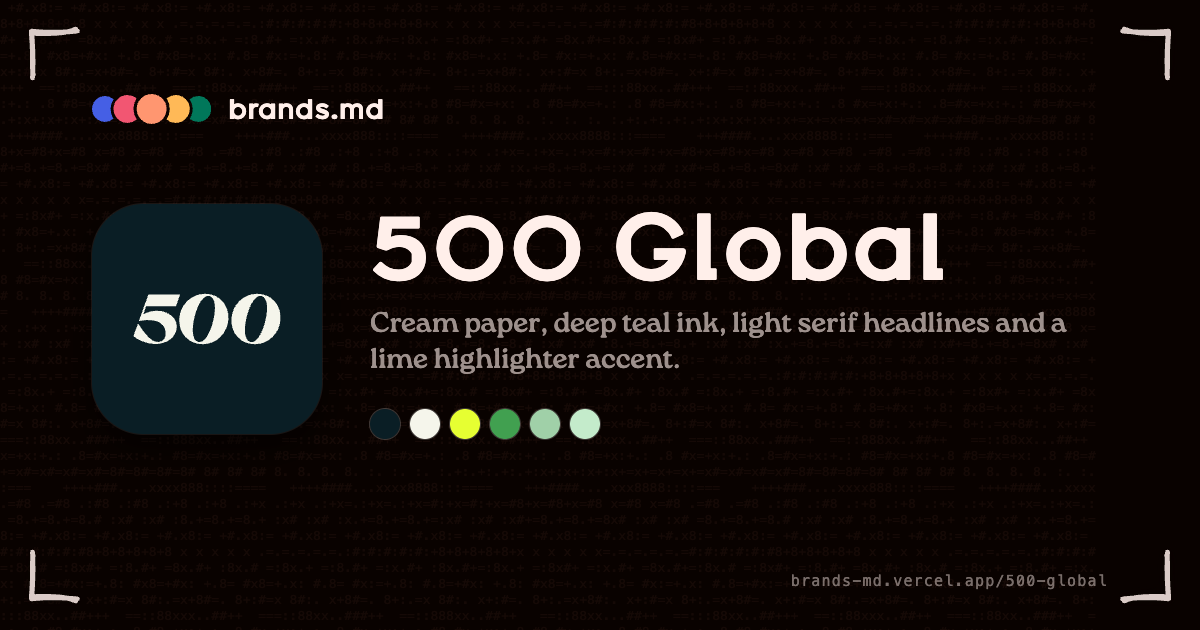 brands.md
500
500 Global
Cream paper, deep teal ink, light serif headlines and a
lime highlighter accent.
brands-md.vercel.app/500-global